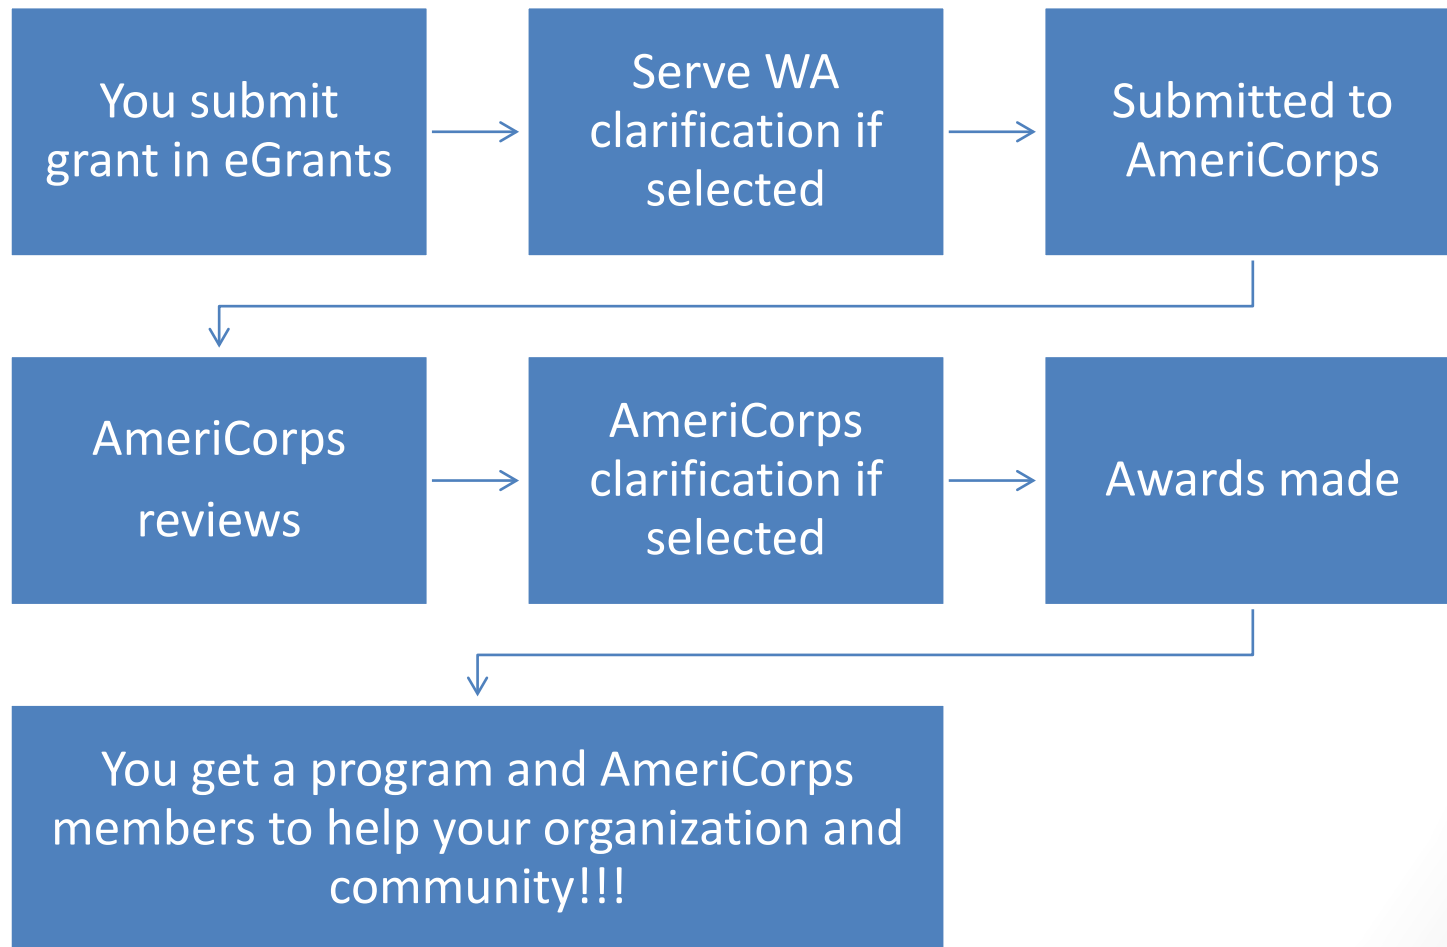 You submit
grant in eGrants
Serve WA
clarification if
selected
Submitted to
AmeriCorps
AmeriCorps
reviews
AmeriCorps
clarification if
selected
Awards made
You get a program and AmeriCorps
members to help your organization and
community!!!